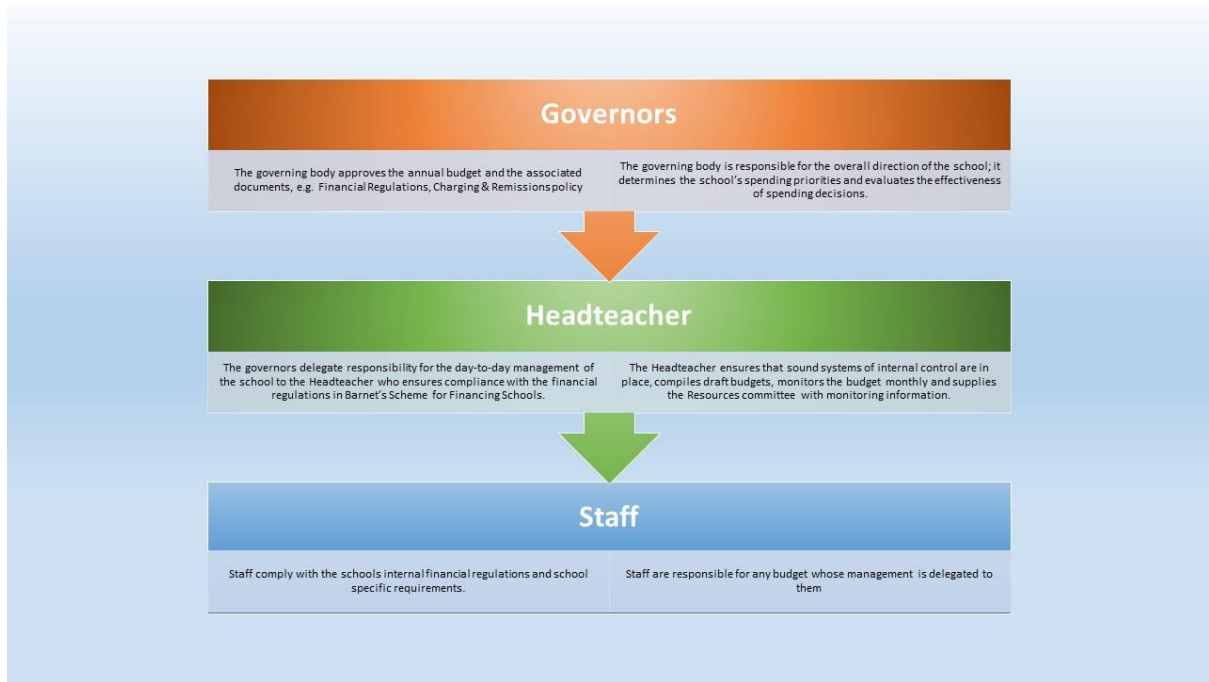 Governors
The governing body approves the annual budget and the associated
documents, e.g. Financial Regulations, Charging & Remissions policy
The governing body is responsible for the overall direction of the school; it
determines the school's spending priorities and evaluates the effectiveness
of spending decisions.
Headteacher
The governors delegate responsibility for the day-to-day management of
the school to the Headteacher who ensures compliance with the financial
regulations in Barnet's Scheme for Financing Schools.
The Headteacher ensures that sound systems of internal control are in
place, compiles draft budgets, monitors the budget monthly and supplies
the Resources committee with monitoring information.
Staff
Staff comply with the schools internal financial regulations and school
specific requirements.
Staff are responsible for any budget whose management is delegated to
them